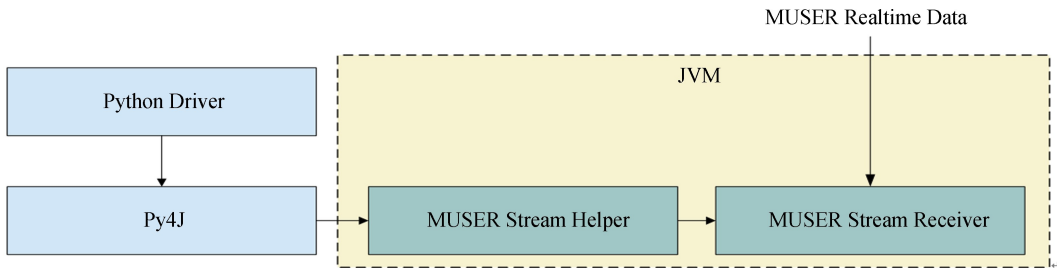 MUSER Realtime Data
JVM
Python Driver
Py4J
MUSER Stream Helper
MUSER Stream Receiver